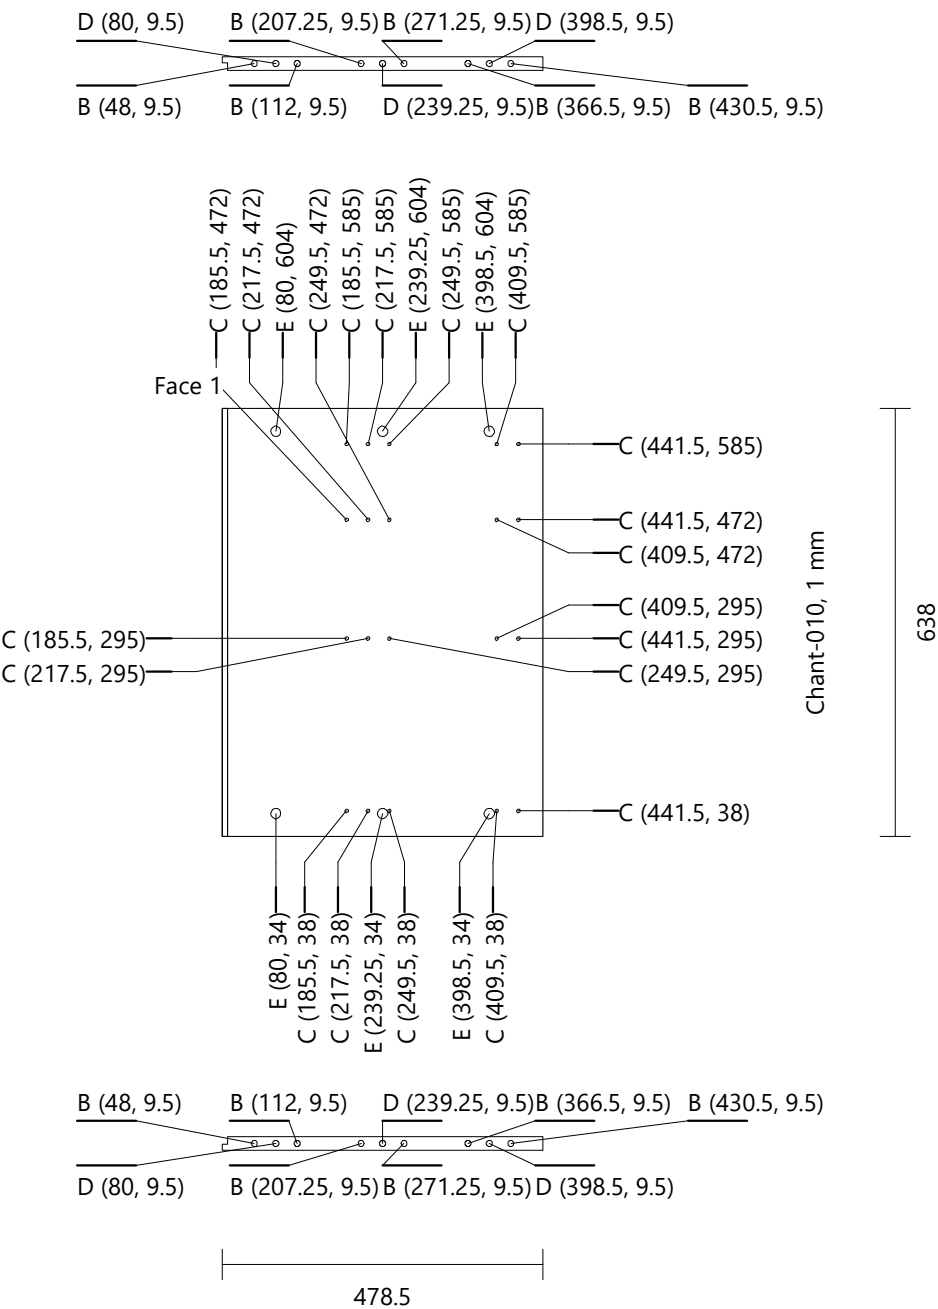 D (80, 9.5) B (207.25, 9.5) B (271.25, 9.5) D (398.5, 9.5)
B (48, 9.5) B (112, 9.5) D (239.25, 9.5) B (366.5, 9.5) B (430.5, 9.5)
C (185.5, 472)
C (217.5, 472)
E (80, 604)
C (249.5, 472)
C (185.5, 585)
C (217.5, 585)
E (239.25, 604)
C (249.5, 585)
E (398.5, 604)
C (409.5, 585)
Face 1
C (441.5, 585)
C (441.5, 472)
C (409.5, 472)
C (409.5, 295)
C (185.5, 295)
C (441.5, 295)
C (217.5, 295)
C (249.5, 295)
Chant-010, 1 mm
638
C (441.5, 38)
E (80, 34)
C (185.5, 38)
C (217.5, 38)
E (239.25, 34)
C (249.5, 38)
E (398.5, 34)
C (409.5, 38)
B (48, 9.5) B (112, 9.5) D (239.25, 9.5) B (366.5, 9.5) B (430.5, 9.5)
D (80, 9.5) B (207.25, 9.5) B (271.25, 9.5) D (398.5, 9.5)
478.5